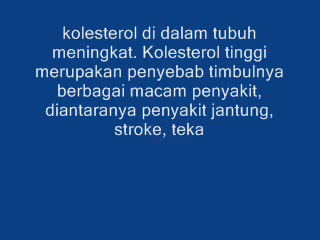 kolesterol di dalam tubuh
meningkat. Kolesterol tinggi
merupakan penyebab timbulnya
berbagai macam penyakit,
diantaranya penyakit jantung,
stroke, teka